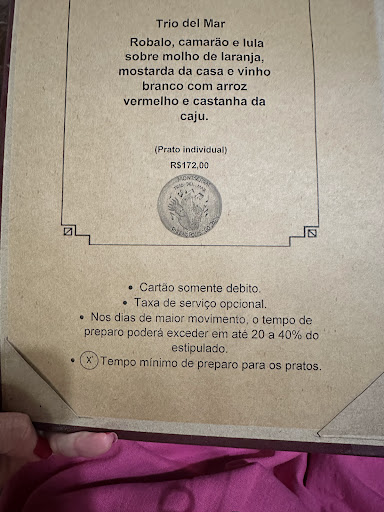 Trio del Mar
Robalo, camarão e lula
sobre molho de laranja,
mostarda da casa e vinho
branco com arroz
vermelho e castanha da
caju.
(Prato individual)
R$172,00
• Cartão somente debito.
• Taxa de serviço opcional.
• Nos dias de maior movimento, o tempo de
preparo poderá exceder em até 20 a 40% do
estipulado.
• X Tempo mínimo de preparo para os pratos.